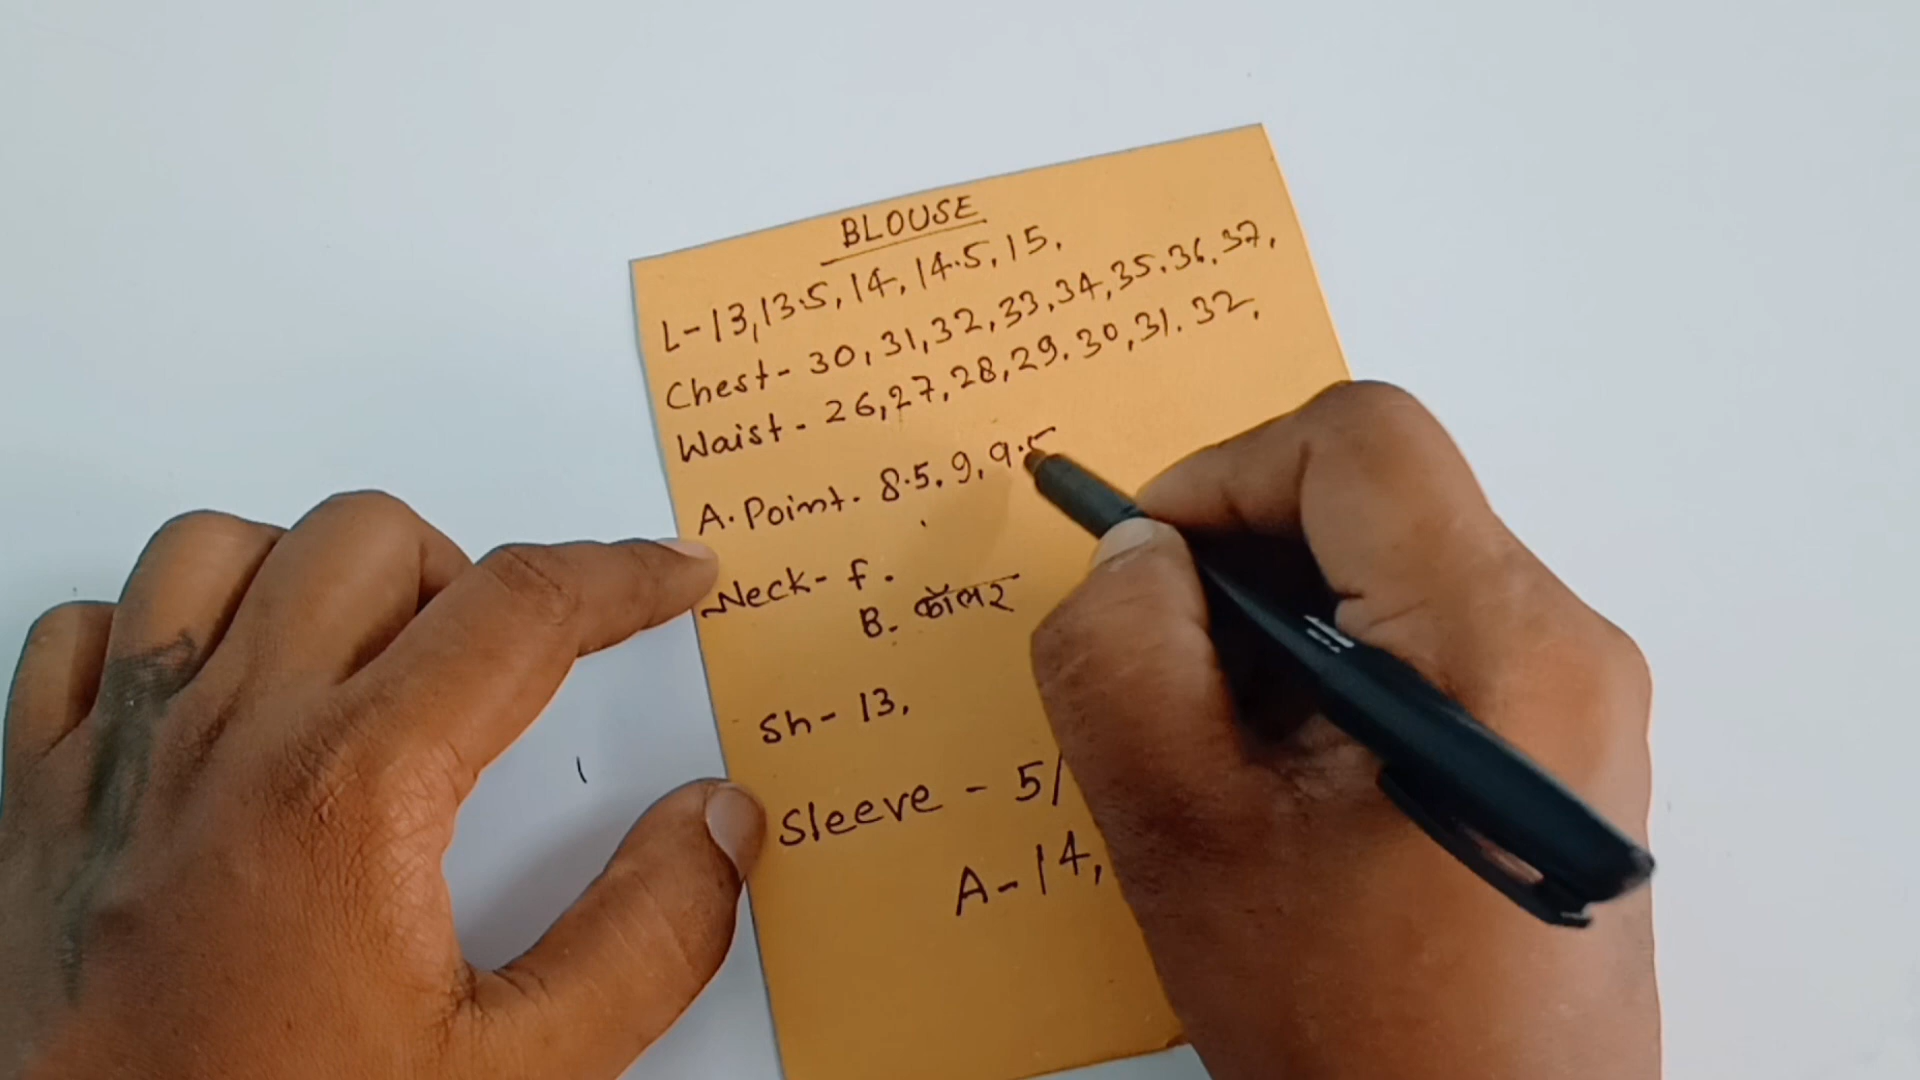 BLOUSE
L-13,13.5,14,14.5,15,
Chest- 30,31,32,33,34,35.36,37,
Waist- 26,27,28,29.30,31.32,
A.Point- 8.5.9,9.5
Neck- f.
B. कॉलर
Sh- 13,
Sleeve - 5/
A-14,